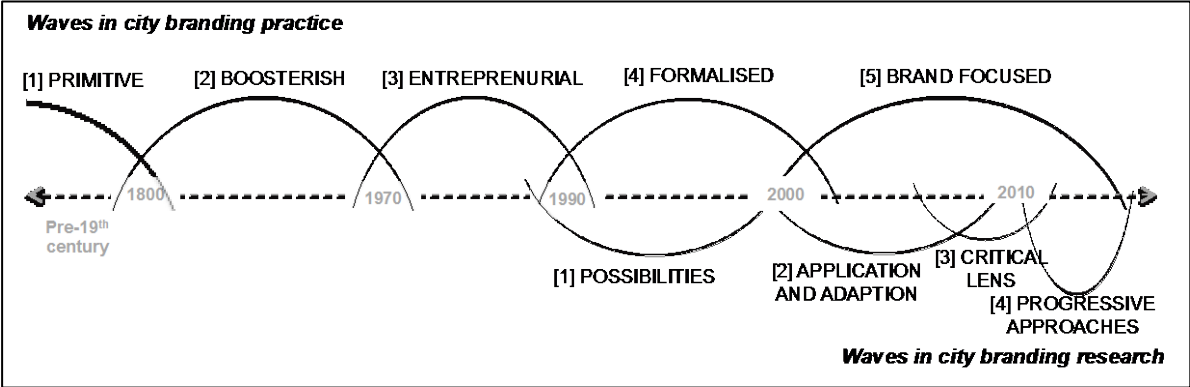 Waves in city branding practice
[1] PRIMITIVE
[2] BOOSTERISH
[3] ENTREPRENURIAL
[4] FORMALISED
[5] BRAND FOCUSED
1800
1970
1990
2000
2010
Pre-19th
century
[1] POSSIBILITIES
[2] APPLICATION
AND ADAPTION
[3] CRITICAL
LENS
[4] PROGRESSIVE
APPROACHES
Waves in city branding research